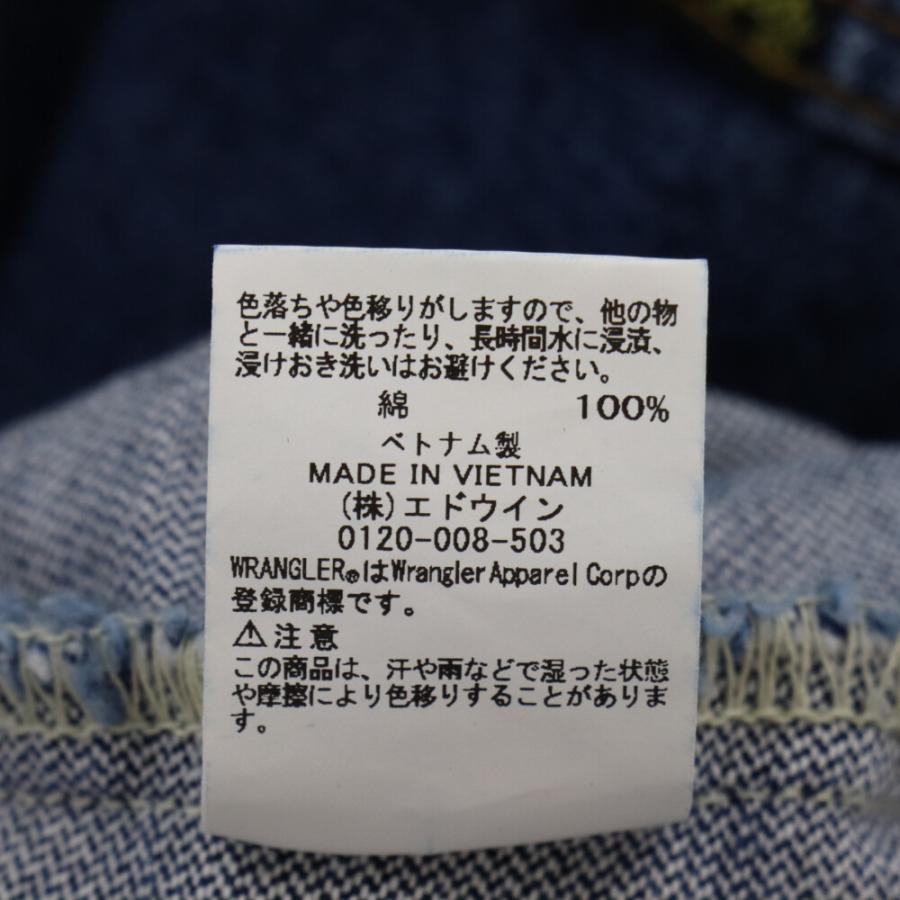 色落ちや色移りがしますので、他の物
と一緒に洗ったり、長時間水に浸漬、
浸けおき洗いはお避けください。
綿 100%
ベトナム製
MADE IN VIETNAM
(株)エドウイン
0120-008-503
WRANGLER®はWrangler Apparel Corpの
登録商標です。
⚠注意
この商品は、汗や雨などで湿った状態
や摩擦により色移りすることがありま
す。